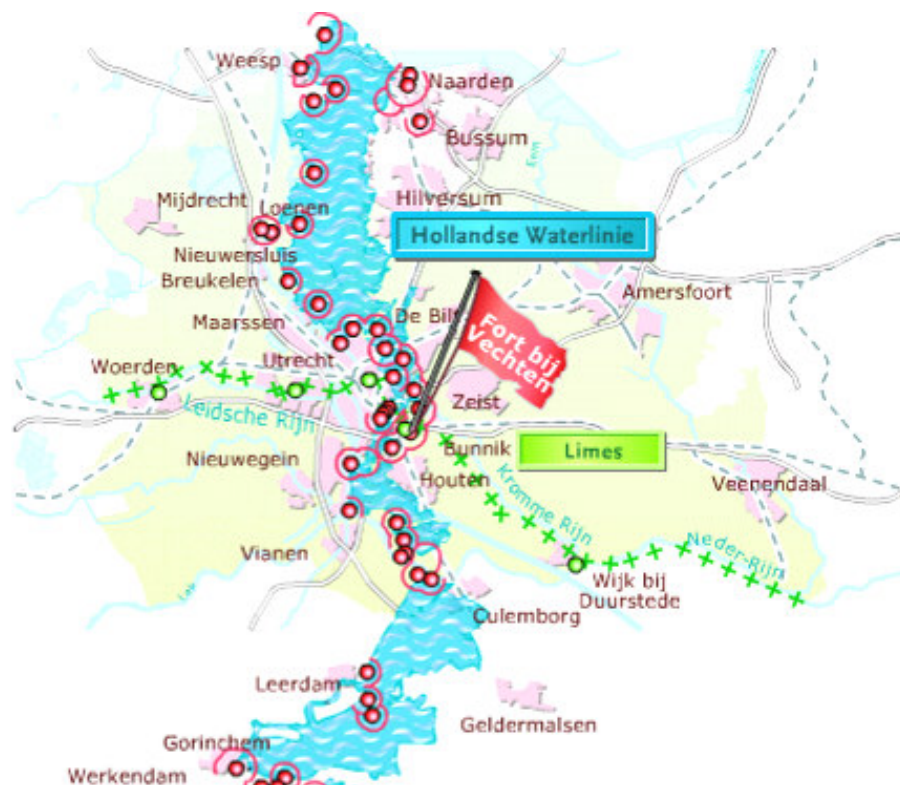 Weesp
Naarden
Bussum
Eem
Mijdrecht
Loenen
Hilversum
Hollandse Waterlinie
Nieuwersluis
Breukelen
Amersfoort
Maarssen
De Bilt
Fort bij
Vechten
Woerden
Utrecht
Zeist
Leidsche Rijn
Bunnik
Limes
Nieuwegein
Houten
Kromme Rijn
Veenendaal
Vianen
Neder-Rijn
Lek
Wijk bij
Duurstede
Culemborg
Leerdam
Geldermalsen
Gorinchem
Werkendam